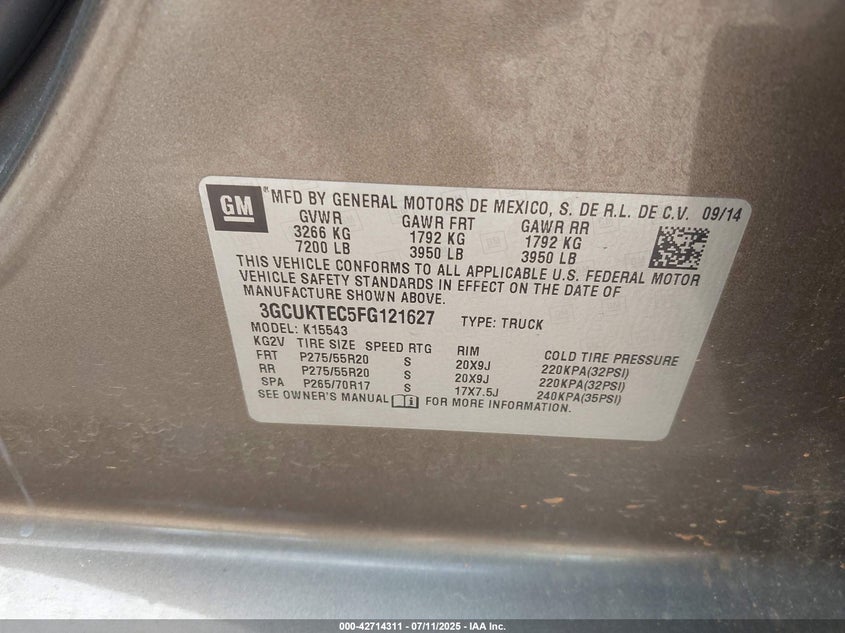 GM ® MFD BY GENERAL MOTORS DE MEXICO, S. DE R.L. DE C.V. 09/14
GVWR GAWR FRT GAWR RR
3266 KG 1792 KG 1792 KG
7200 LB 3950 LB 3950 LB
THIS VEHICLE CONFORMS TO ALL APPLICABLE U.S. FEDERAL MOTOR
VEHICLE SAFETY STANDARDS IN EFFECT ON THE DATE OF
MANUFACTURE SHOWN ABOVE.
3GCUKTEC5FG121627 TYPE: TRUCK
MODEL: K15543
KG2V TIRE SIZE SPEED RTG RIM COLD TIRE PRESSURE
FRT P275/55R20 S 20X9J 220KPA(32PSI)
RR P275/55R20 S 20X9J 220KPA(32PSI)
SPA P265/70R17 S 17X7.5J 240KPA(35PSI)
SEE OWNER'S MANUAL i FOR MORE INFORMATION.
000-42714311 - 07/11/2025 - IAA Inc.